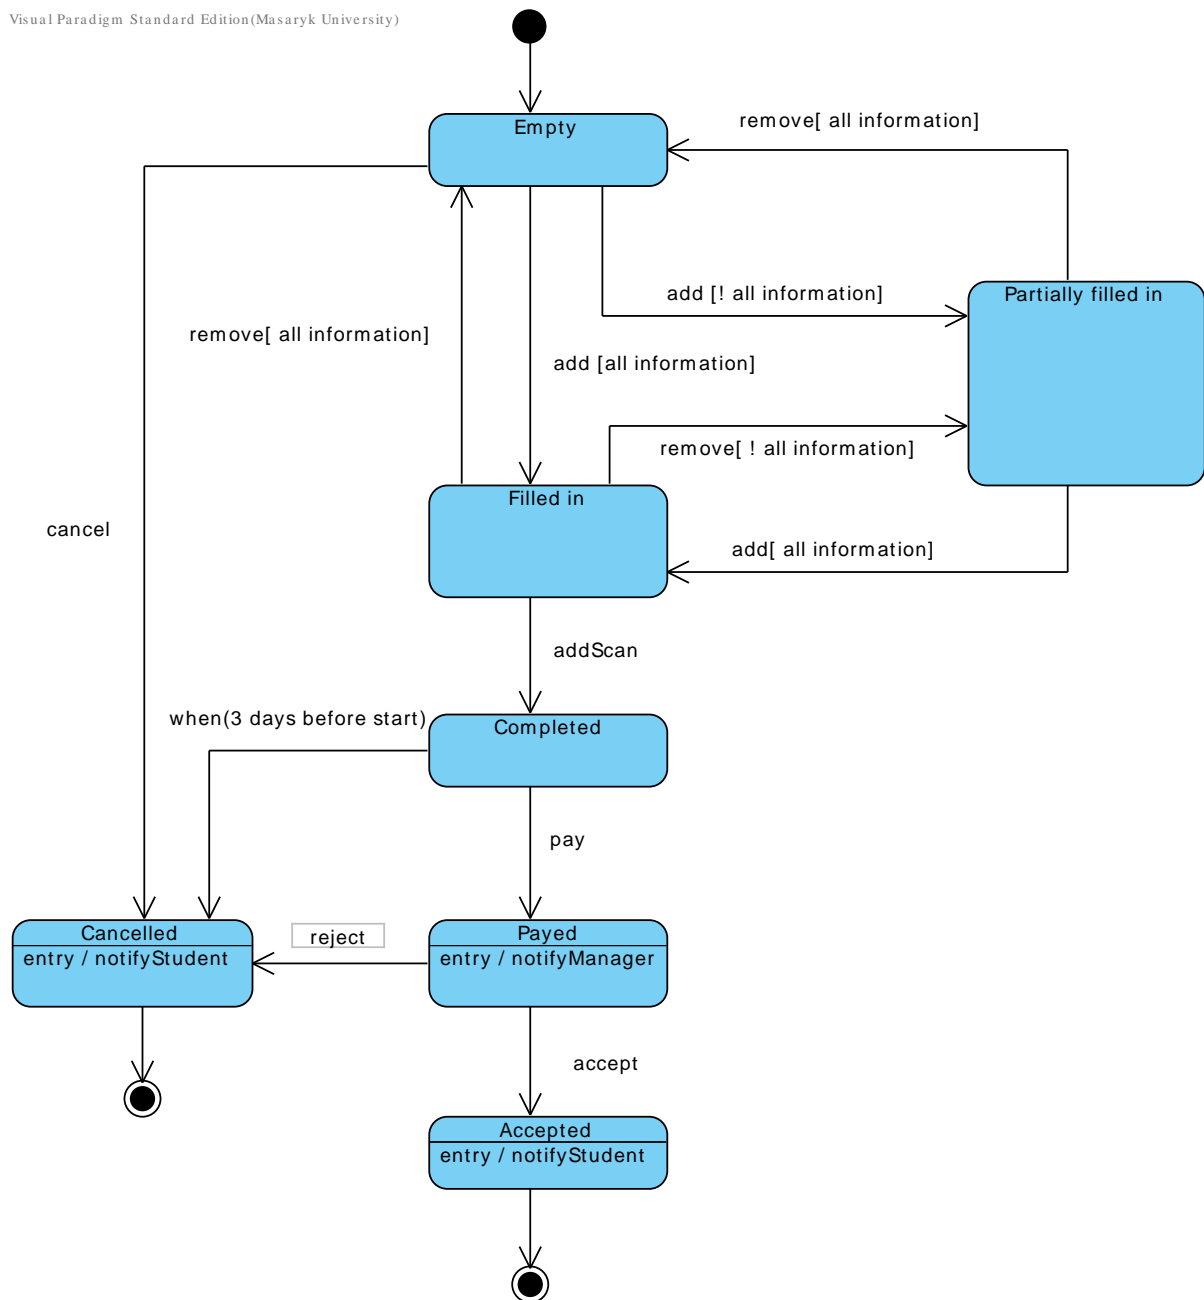 Visual Paradigm Standard Edition(Masaryk University)
Empty
remove[ all information]
add [! all information]
Partially filled in
remove[ all information]
add [all information]
remove[ ! all information]
Filled in
cancel
add[ all information]
addScan
when(3 days before start)
Completed
pay
Cancelled
entry / notifyStudent
reject
Payed
entry / notifyManager
accept
Accepted
entry / notifyStudent